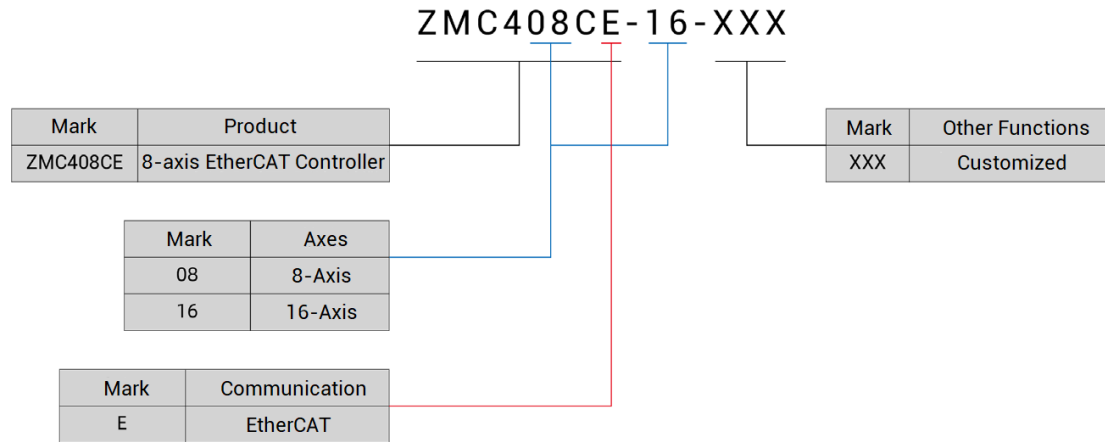 ZMC408CE-16-XXX
Mark Product
ZMC408CE 8-axis EtherCAT Controller
Mark Other Functions
XXX Customized
Mark Axes
08 8-Axis
16 16-Axis
Mark Communication
E EtherCAT